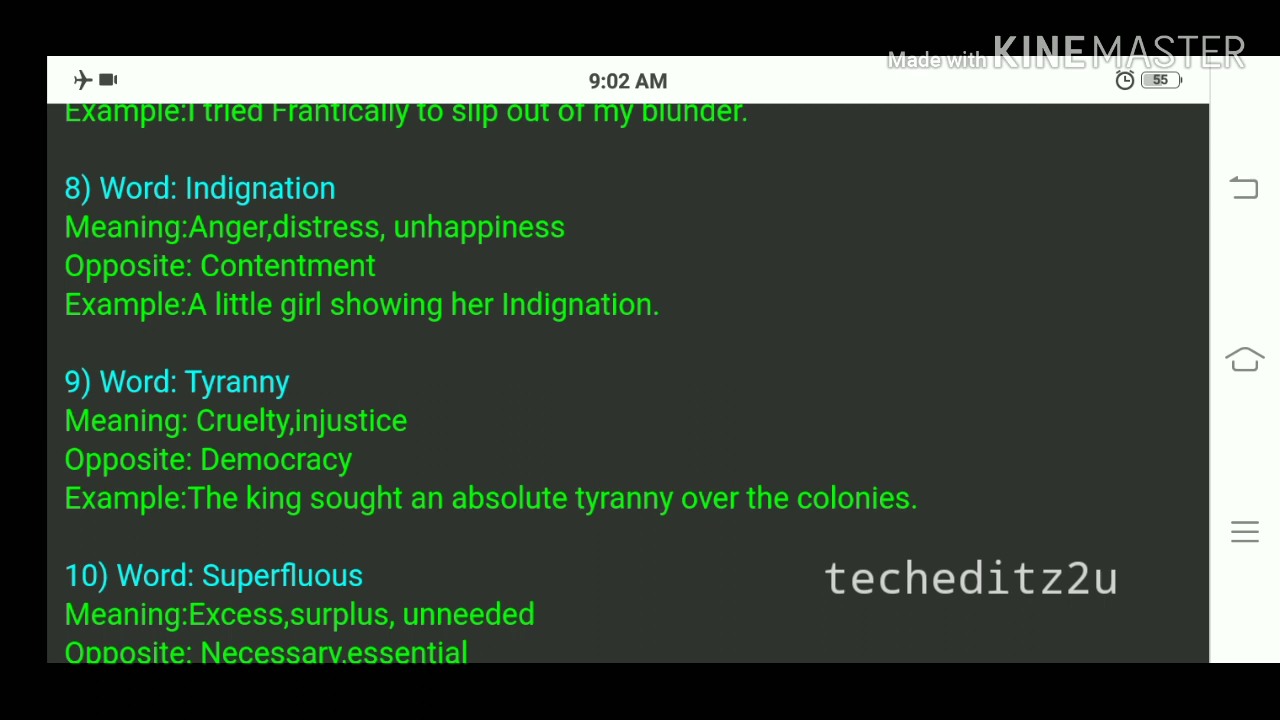 Made with KINEMASTER
9:02 AM
55
Example:I tried Frantically to slip out of my blunder.
8) Word: Indignation
Meaning:Anger,distress, unhappiness
Opposite: Contentment
Example:A little girl showing her Indignation.
9) Word: Tyranny
Meaning: Cruelty,injustice
Opposite: Democracy
Example:The king sought an absolute tyranny over the colonies.
10) Word: Superfluous
techeditz2u
Meaning:Excess,surplus, unneeded
Opposite: Necessary,essential